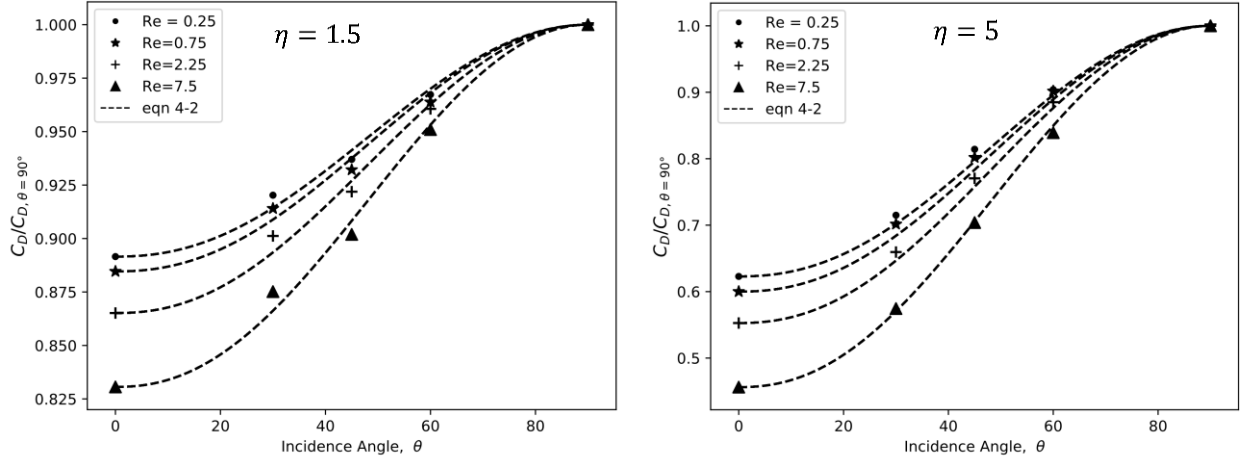 η = 1.5
Re = 0.25
Re=0.75
Re=2.25
Re=7.5
eqn 4-2
1.000
0.975
0.950
0.925
0.900
0.875
0.850
0.825
C_D/C_{D, θ = 90°}
0 20 40 60 80
Incidence Angle, θ
η = 5
Re = 0.25
Re=0.75
Re=2.25
Re=7.5
eqn 4-2
1.0
0.9
0.8
0.7
0.6
0.5
C_D/C_{D, θ = 90°}
0 20 40 60 80
Incidence Angle, θ